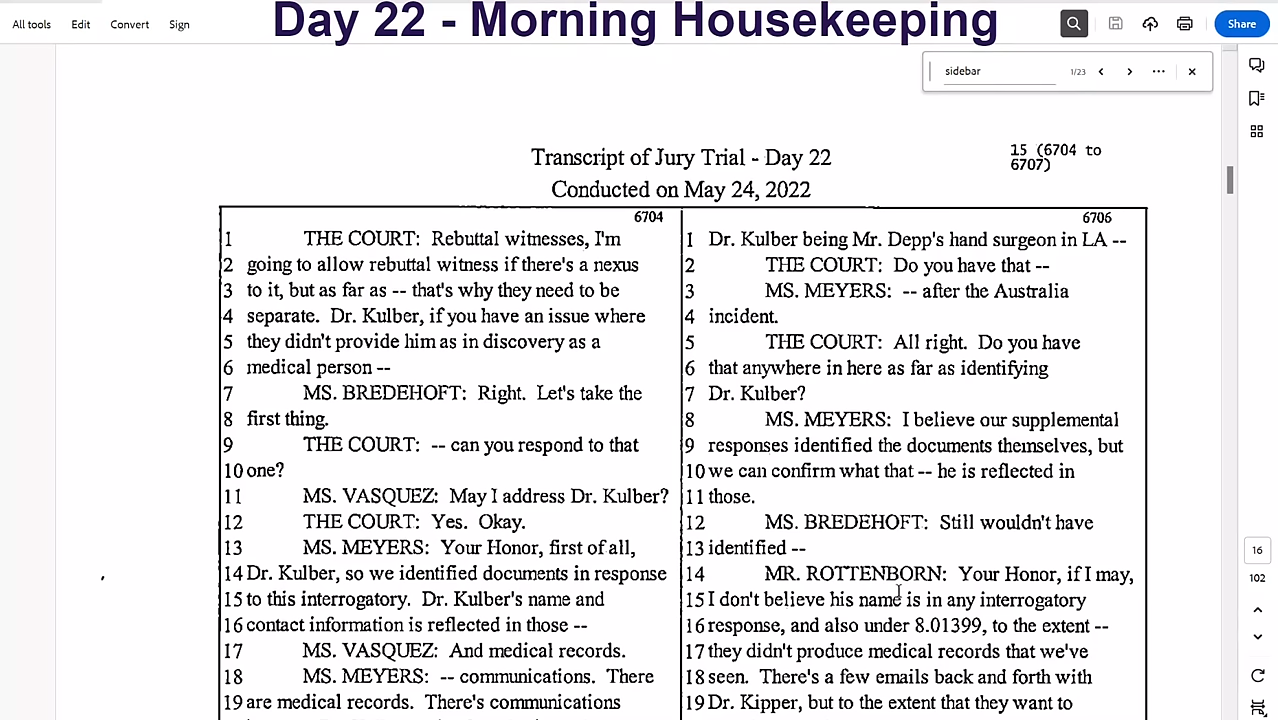 All tools Edit Convert Sign
Day 22 - Morning Housekeeping
Share
sidebar 1/23
Transcript of Jury Trial - Day 22
Conducted on May 24, 2022
15 (6704 to
6707)
6704
1 THE COURT: Rebuttal witnesses, I'm
2 going to allow rebuttal witness if there's a nexus
3 to it, but as far as -- that's why they need to be
4 separate. Dr. Kulber, if you have an issue where
5 they didn't provide him as in discovery as a
6 medical person --
7 MS. BREDEHOFT: Right. Let's take the
8 first thing.
9 THE COURT: -- can you respond to that
10 one?
11 MS. VASQUEZ: May I address Dr. Kulber?
12 THE COURT: Yes. Okay.
13 MS. MEYERS: Your Honor, first of all,
14 Dr. Kulber, so we identified documents in response
15 to this interrogatory. Dr. Kulber's name and
16 contact information is reflected in those --
17 MS. VASQUEZ: And medical records.
18 MS. MEYERS: -- communications. There
19 are medical records. There's communications
6706
1 Dr. Kulber being Mr. Depp's hand surgeon in LA --
2 THE COURT: Do you have that --
3 MS. MEYERS: -- after the Australia
4 incident.
5 THE COURT: All right. Do you have
6 that anywhere in here as far as identifying
7 Dr. Kulber?
8 MS. MEYERS: I believe our supplemental
9 responses identified the documents themselves, but
10 we can confirm what that -- he is reflected in
11 those.
12 MS. BREDEHOFT: Still wouldn't have
13 identified --
14 MR. ROTTENBORN: Your Honor, if I may,
15 I don't believe his name is in any interrogatory
16 response, and also under 8.01399, to the extent --
17 they didn't produce medical records that we've
18 seen. There's a few emails back and forth with
19 Dr. Kipper, but to the extent that they want to
16
102